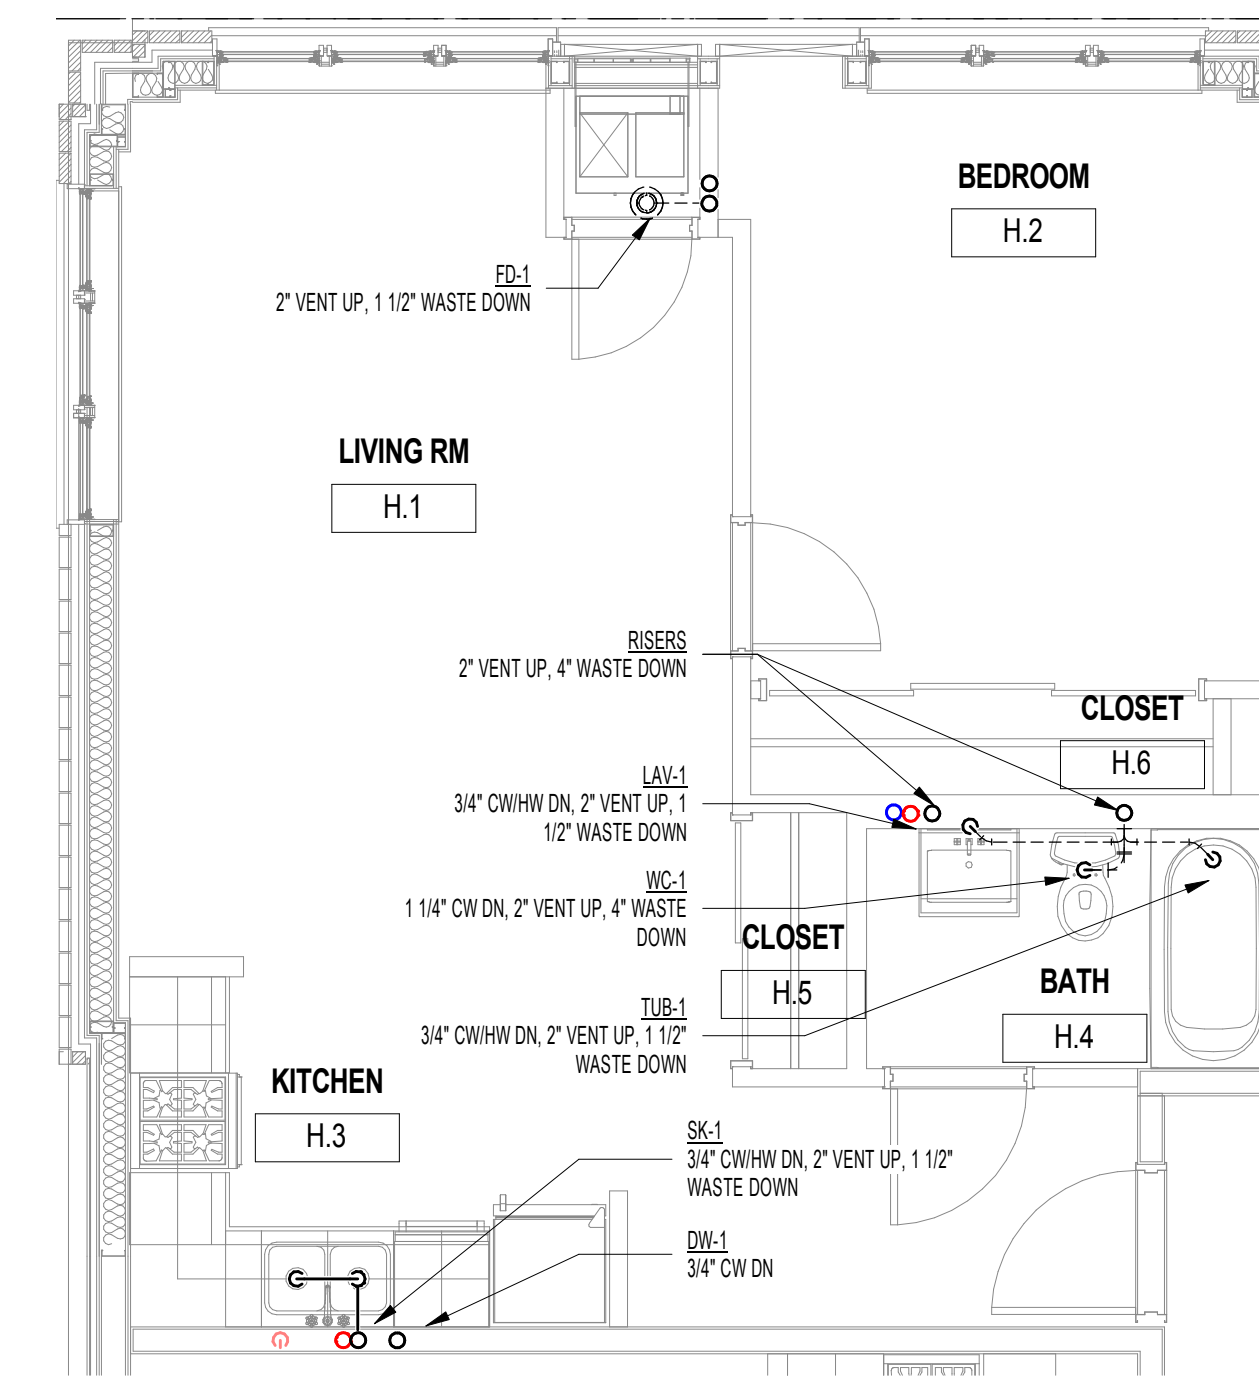 BEDROOM
H.2
FD-1
2" VENT UP, 1 1/2" WASTE DOWN
LIVING RM
H.1
RISERS
2" VENT UP, 4" WASTE DOWN
CLOSET
H.6
LAV-1
3/4" CW/HW DN, 2" VENT UP, 1
1/2" WASTE DOWN
WC-1
1 1/4" CW DN, 2" VENT UP, 4" WASTE
DOWN
CLOSET
H.5
BATH
H.4
TUB-1
3/4" CW/HW DN, 2" VENT UP, 1 1/2"
WASTE DOWN
KITCHEN
H.3
SK-1
3/4" CW/HW DN, 2" VENT UP, 1 1/2"
WASTE DOWN
DW-1
3/4" CW DN